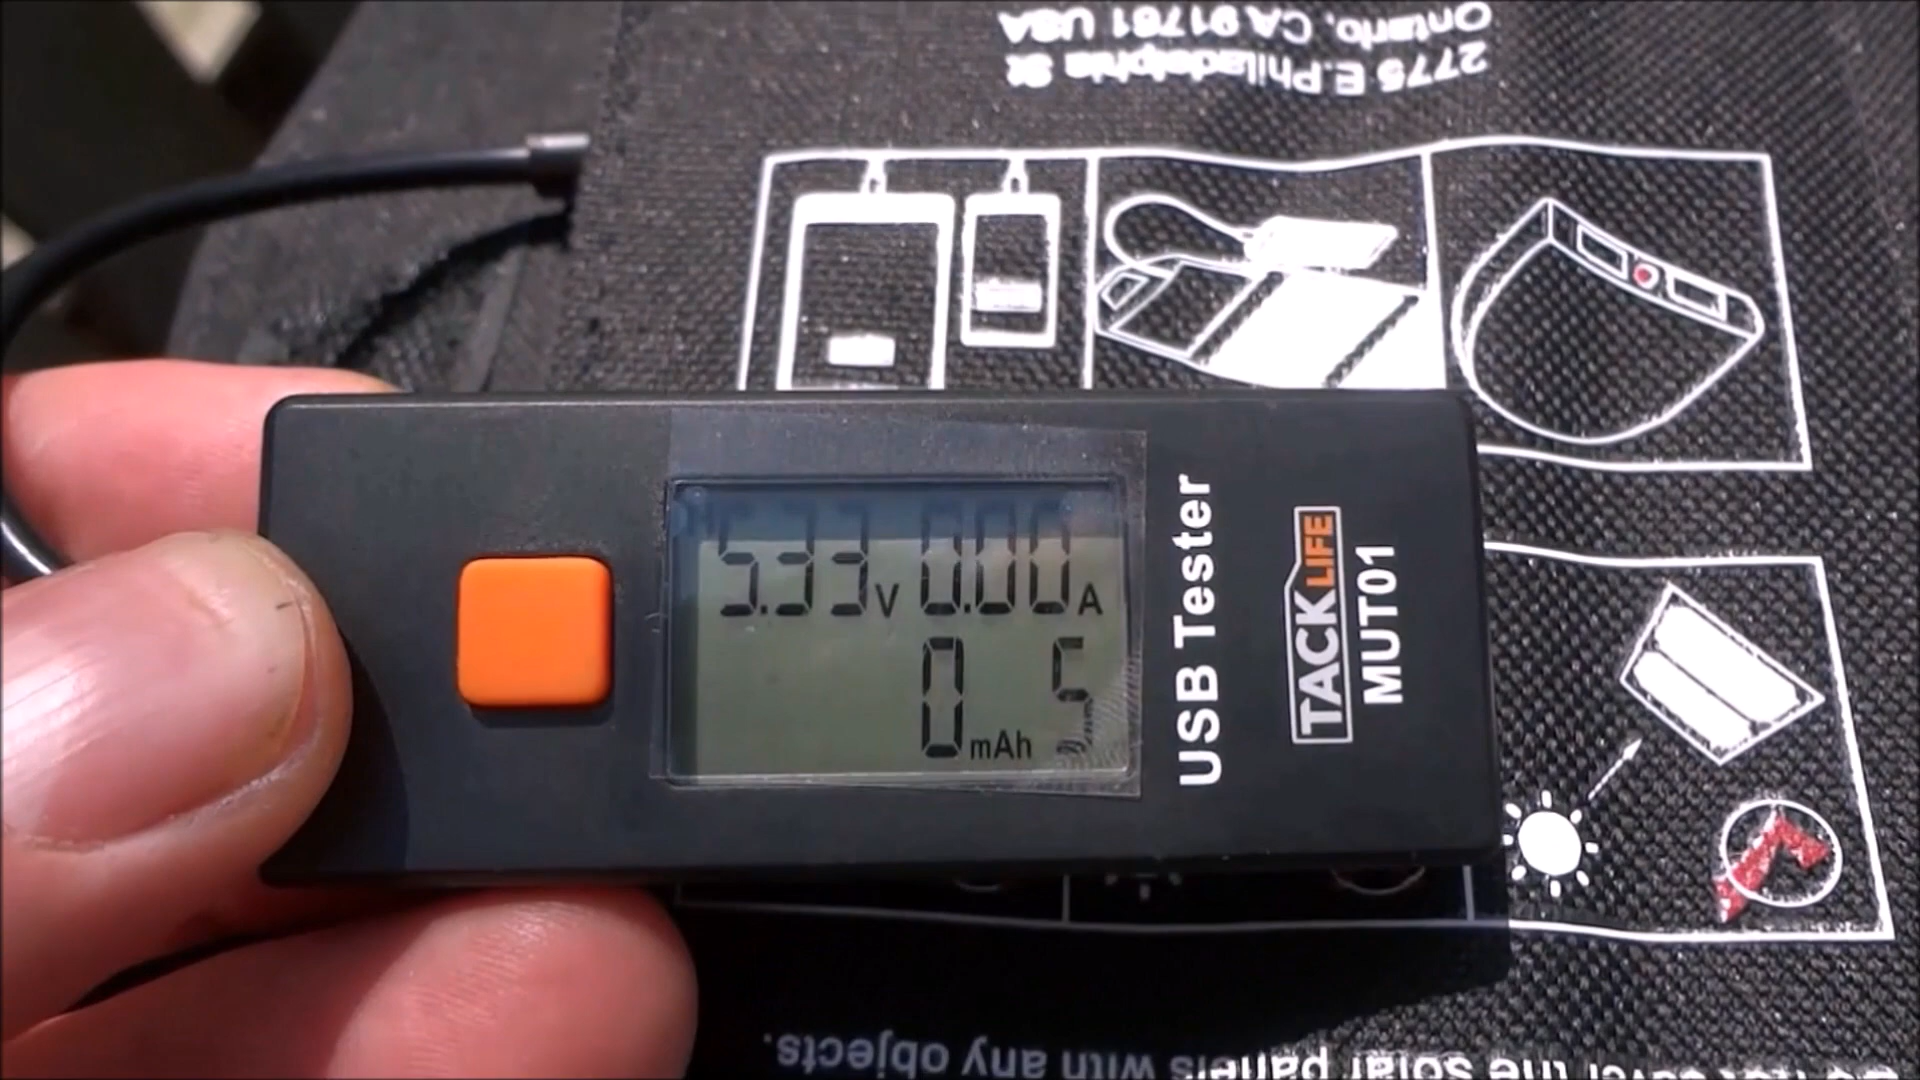 2775 E.Philadelphia St
Ontario, CA 91761 USA
5.33V 0.00A
0mAh 5
USB Tester
TACKLIFE
MUT01
the solar panels with any objects.